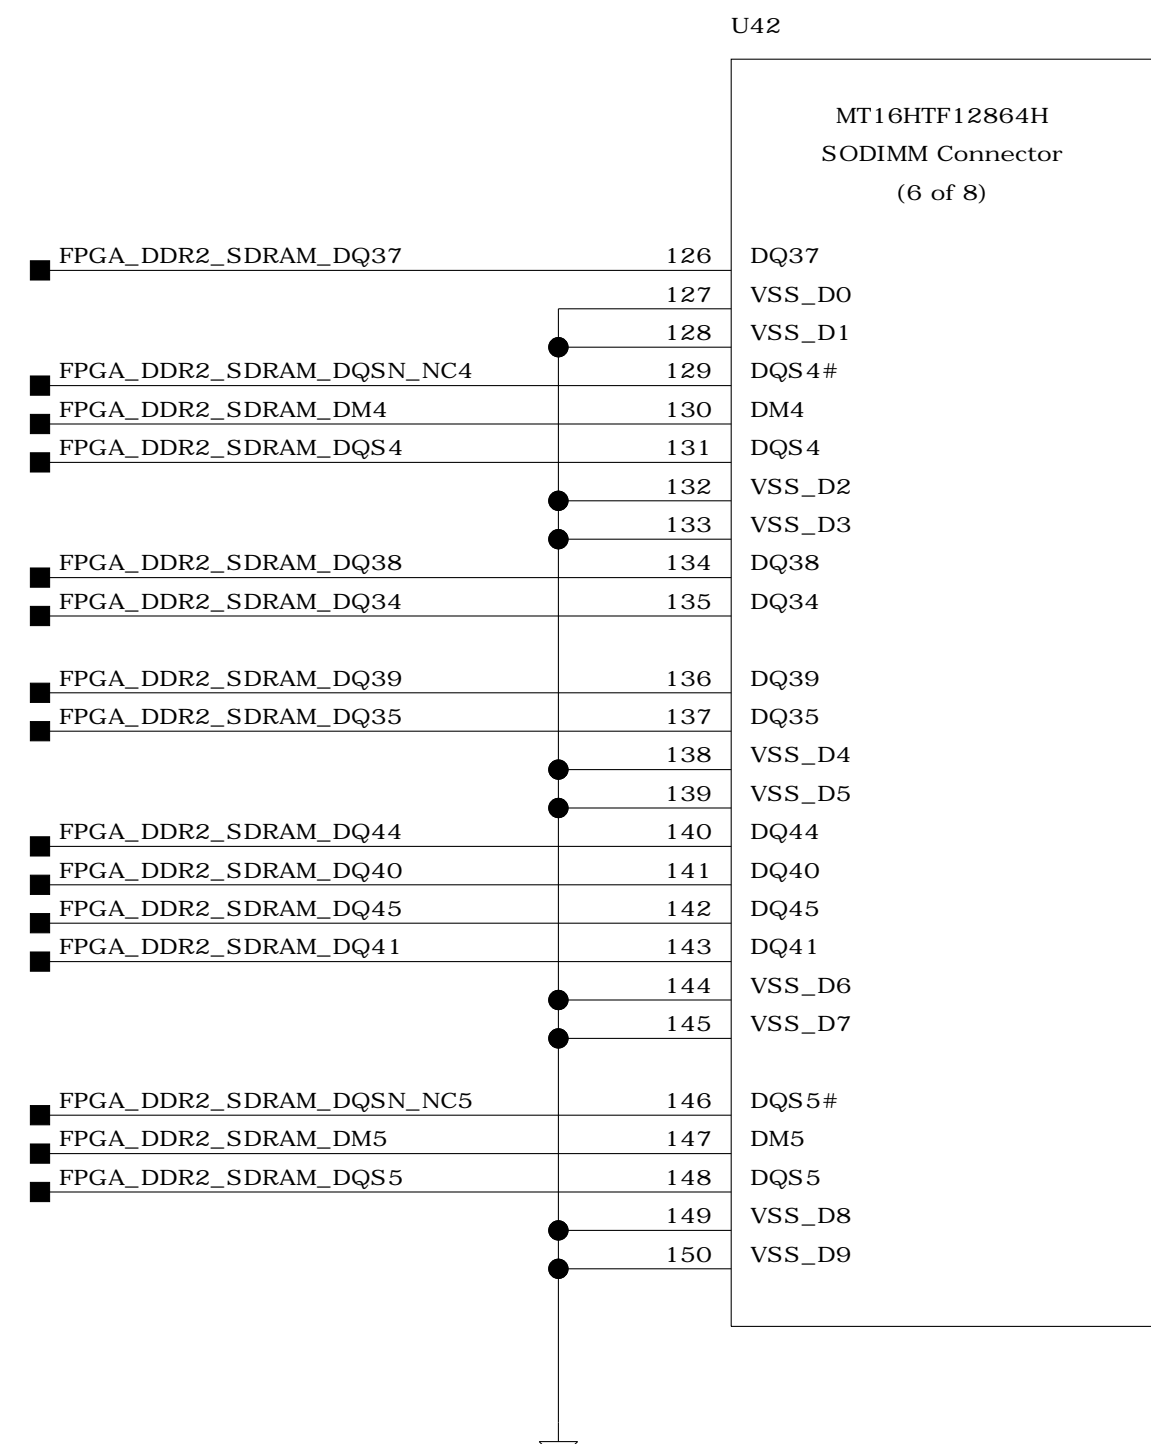 U42
MT16HTF12864H
SODIMM Connector
(6 of 8)
FPGA_DDR2_SDRAM_DQ37 126 DQ37
127 VSS_D0
128 VSS_D1
FPGA_DDR2_SDRAM_DQSN_NC4 129 DQS4#
FPGA_DDR2_SDRAM_DM4 130 DM4
FPGA_DDR2_SDRAM_DQS4 131 DQS4
132 VSS_D2
133 VSS_D3
FPGA_DDR2_SDRAM_DQ38 134 DQ38
FPGA_DDR2_SDRAM_DQ34 135 DQ34
FPGA_DDR2_SDRAM_DQ39 136 DQ39
FPGA_DDR2_SDRAM_DQ35 137 DQ35
138 VSS_D4
139 VSS_D5
FPGA_DDR2_SDRAM_DQ44 140 DQ44
FPGA_DDR2_SDRAM_DQ40 141 DQ40
FPGA_DDR2_SDRAM_DQ45 142 DQ45
FPGA_DDR2_SDRAM_DQ41 143 DQ41
144 VSS_D6
145 VSS_D7
FPGA_DDR2_SDRAM_DQSN_NC5 146 DQS5#
FPGA_DDR2_SDRAM_DM5 147 DM5
FPGA_DDR2_SDRAM_DQS5 148 DQS5
149 VSS_D8
150 VSS_D9